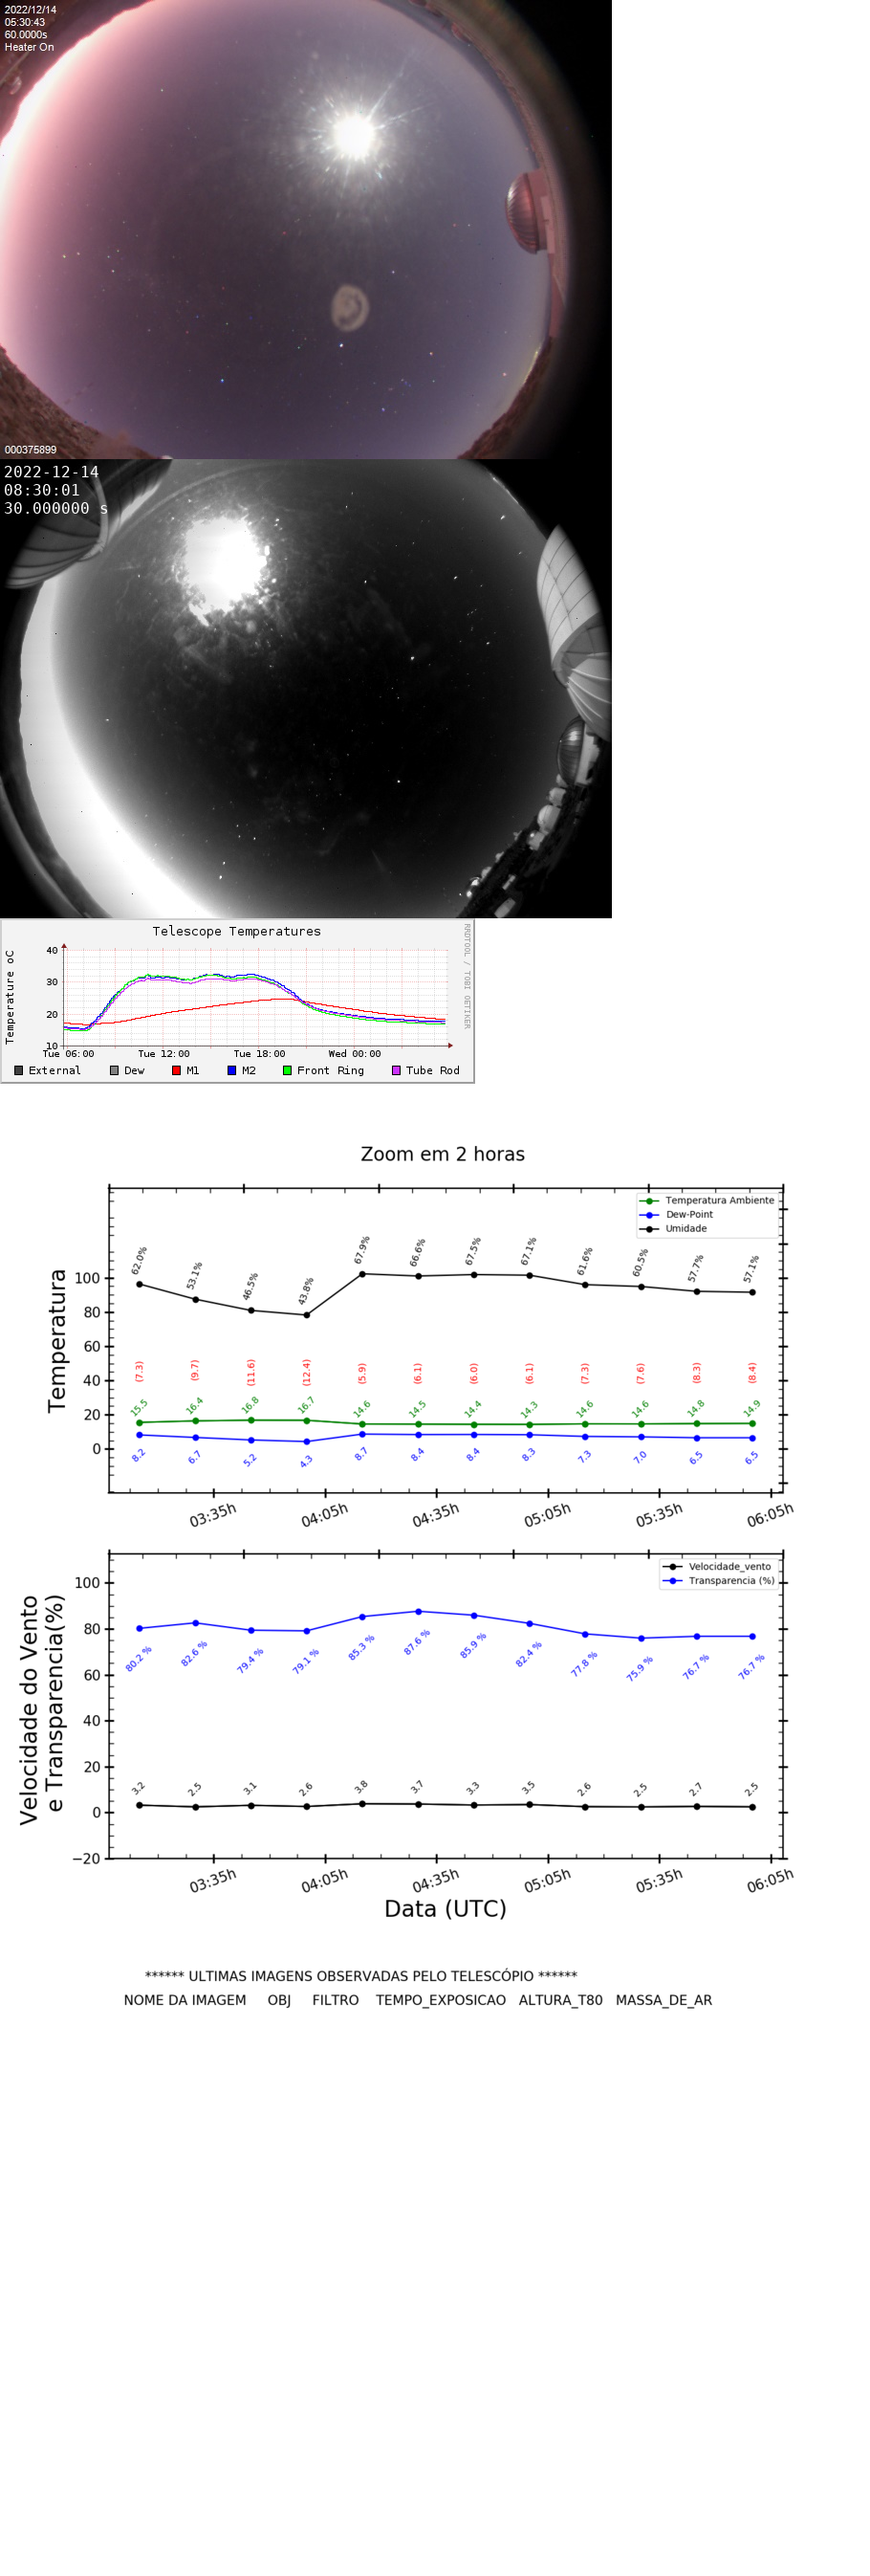 2022/12/14
05:30:43
60.0000s
Heater On
000375899
2022-12-14
08:30:01
30.000000 s
Telescope Temperatures
RRDTOOL / TOBI OETIKER
Temperature oC
40
30
20
10
Tue 06:00 Tue 12:00 Tue 18:00 Wed 00:00
External Dew M1 M2 Front Ring Tube Rod
Zoom em 2 horas
Temperatura Ambiente
Dew-Point
Umidade
Temperatura
100
80
60
40
20
0
62.0% 53.1% 46.5% 43.8% 67.9% 66.6% 67.5% 67.1% 61.6% 60.5% 57.7% 57.1%
(7.3) (9.7) (11.6) (12.4) (5.9) (6.1) (6.0) (6.1) (7.3) (7.6) (8.3) (8.4)
15.5 16.4 16.8 16.7 14.6 14.5 14.4 14.3 14.6 14.6 14.8 14.9
8.2 6.7 5.2 4.3 8.7 8.4 8.4 8.3 7.3 7.0 6.5 6.5
03:35h 04:05h 04:35h 05:05h 05:35h 06:05h
Velocidade_vento
Transparencia (%)
Velocidade do Vento
e Transparencia(%)
100
80
60
40
20
0
−20
80.2 % 82.6 % 79.4 % 79.1 % 85.3 % 87.6 % 85.9 % 82.4 % 77.8 % 75.9 % 76.7 % 76.7 %
3.2 2.5 3.1 2.6 3.8 3.7 3.3 3.5 2.6 2.5 2.7 2.5
03:35h 04:05h 04:35h 05:05h 05:35h 06:05h
Data (UTC)
****** ULTIMAS IMAGENS OBSERVADAS PELO TELESCÓPIO ******
NOME DA IMAGEM OBJ FILTRO TEMPO_EXPOSICAO ALTURA_T80 MASSA_DE_AR